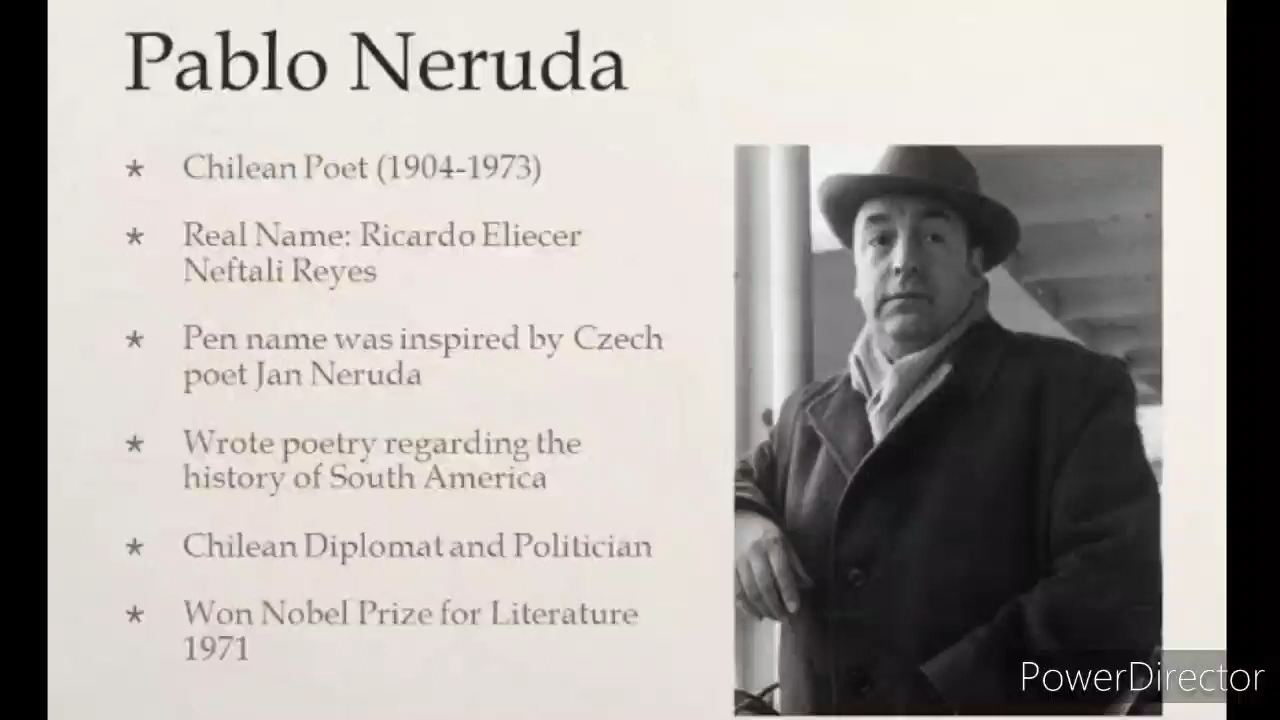 Pablo Neruda
* Chilean Poet (1904-1973)
* Real Name: Ricardo Eliecer
Neftali Reyes
* Pen name was inspired by Czech
poet Jan Neruda
* Wrote poetry regarding the
history of South America
* Chilean Diplomat and Politician
* Won Nobel Prize for Literature
1971
PowerDirector